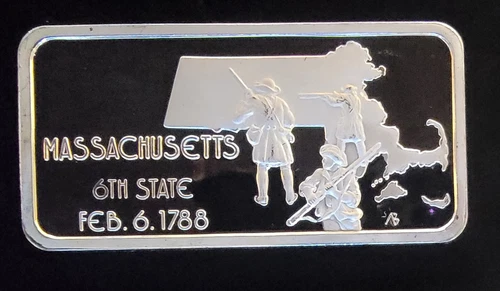 MASSACHUSETTS
6TH STATE
FEB. 6. 1788